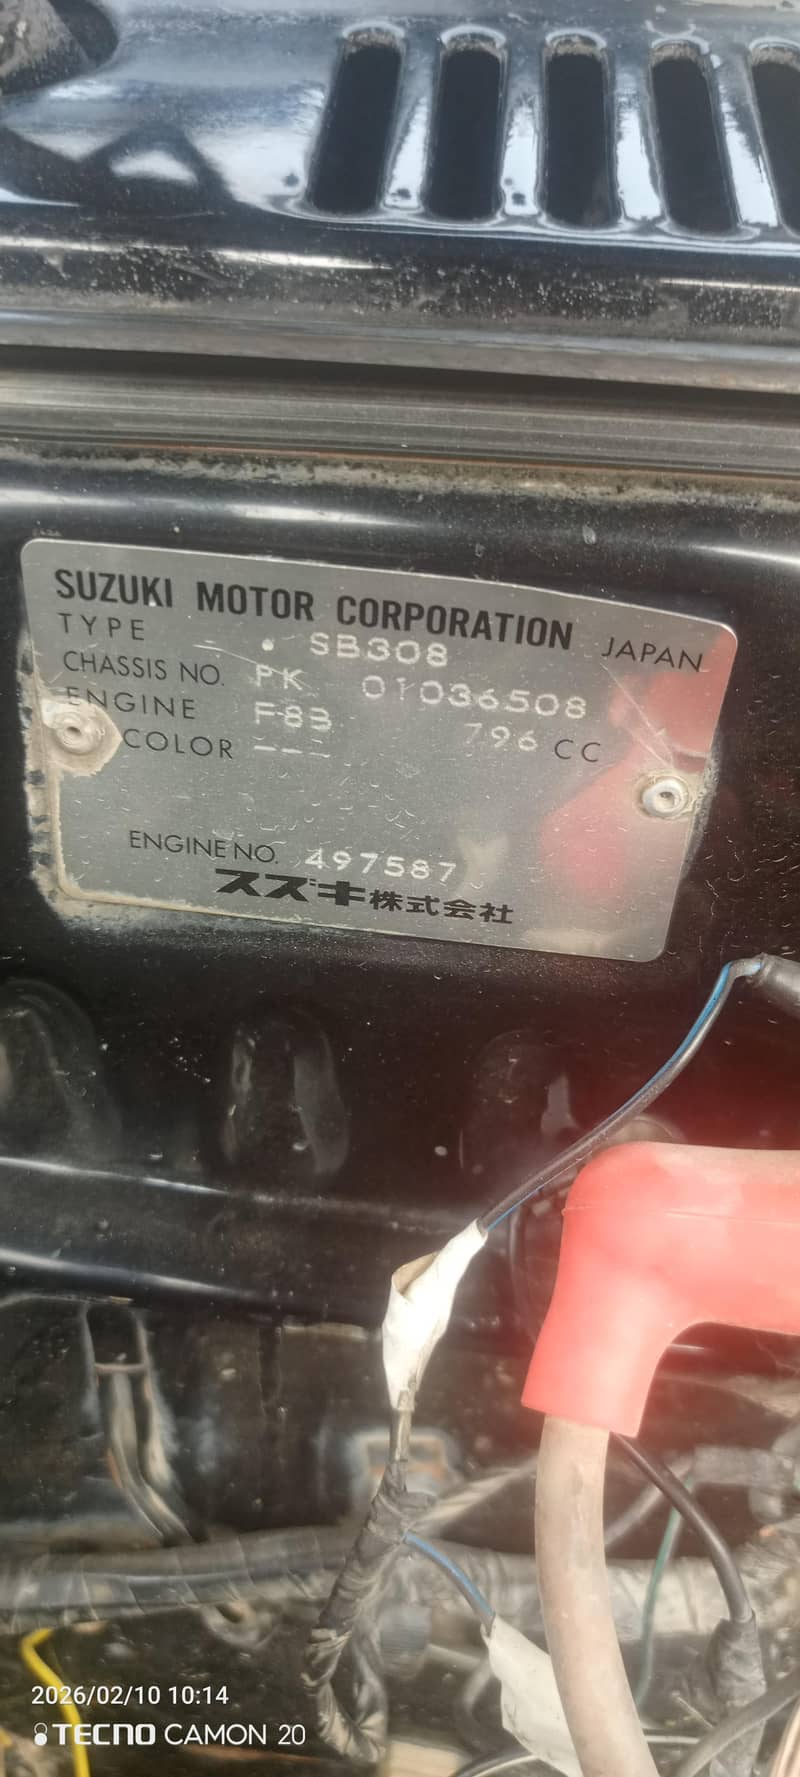 SUZUKI MOTOR CORPORATION JAPAN
TYPE - • SB308
CHASSIS NO. PK 01036508
ENGINE F8B 796 CC
COLOR ---
ENGINE NO. 497587
スズキ株式会社
2026/02/10 10:14
TECNO CAMON 20